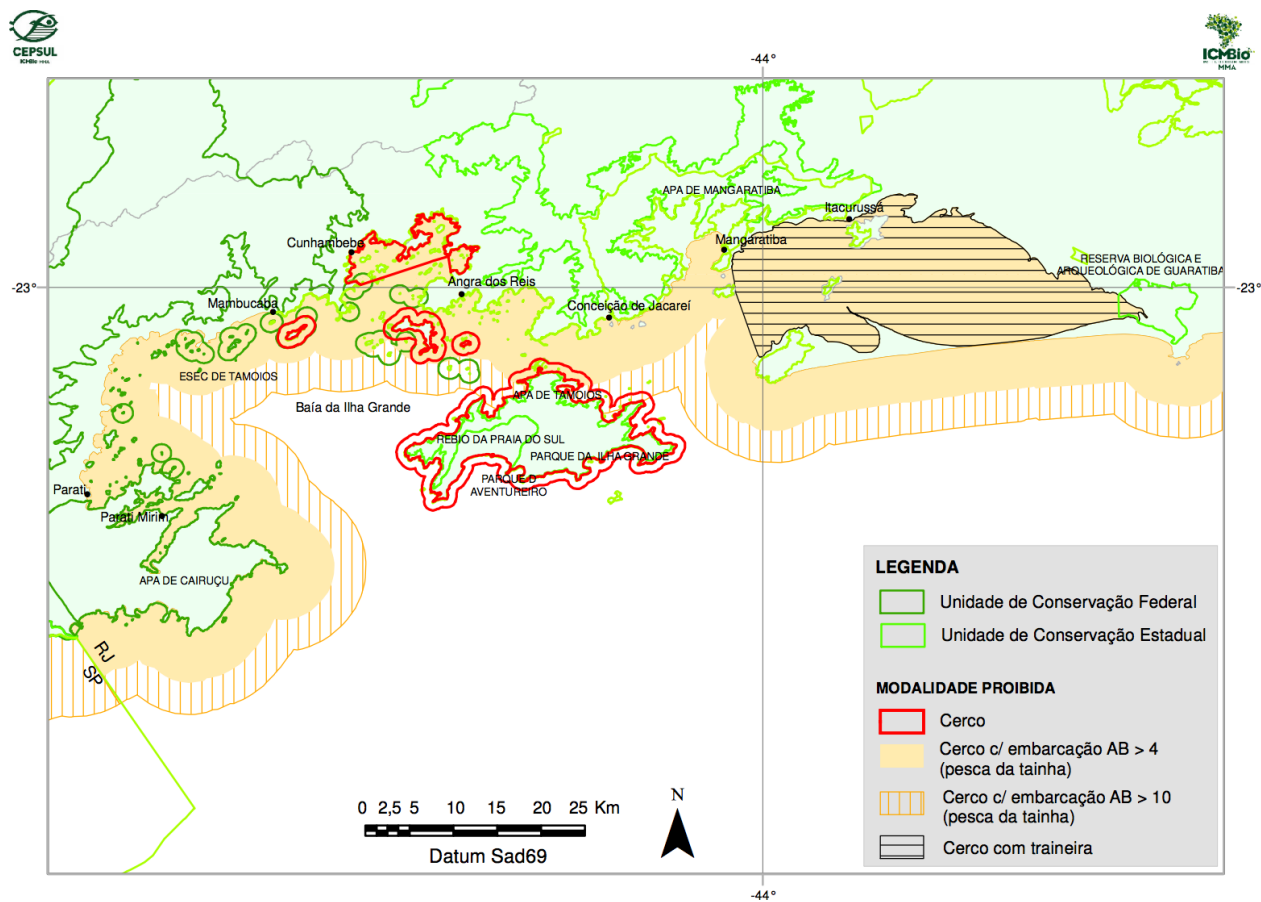 CEPSUL
ICMBio MMA
ICMBio
MMA
-44°
APA DE MANGARATIBA
Itacurussá
Cunhambebe
Mangaratiba
RESERVA BIOLÓGICA E
ARQUEOLÓGICA DE GUARATIBA
-23°
Angra dos Reis
-23°
Mambucaba
Conceição de Jacareí
ESEC DE TAMOIOS
APA DE TAMOIOS
Baía da Ilha Grande
REBIO DA PRAIA DO SUL
PARQUE DA ILHA GRANDE
PARQUE D
AVENTUREIRO
Parati
Parati Mirim
APA DE CAIRUÇU
RJ
SP
LEGENDA
Unidade de Conservação Federal
Unidade de Conservação Estadual
MODALIDADE PROIBIDA
Cerco
Cerco c/ embarcação AB > 4
(pesca da tainha)
Cerco c/ embarcação AB > 10
(pesca da tainha)
Cerco com traineira
0 2,5 5 10 15 20 25 Km
Datum Sad69
N
-44°